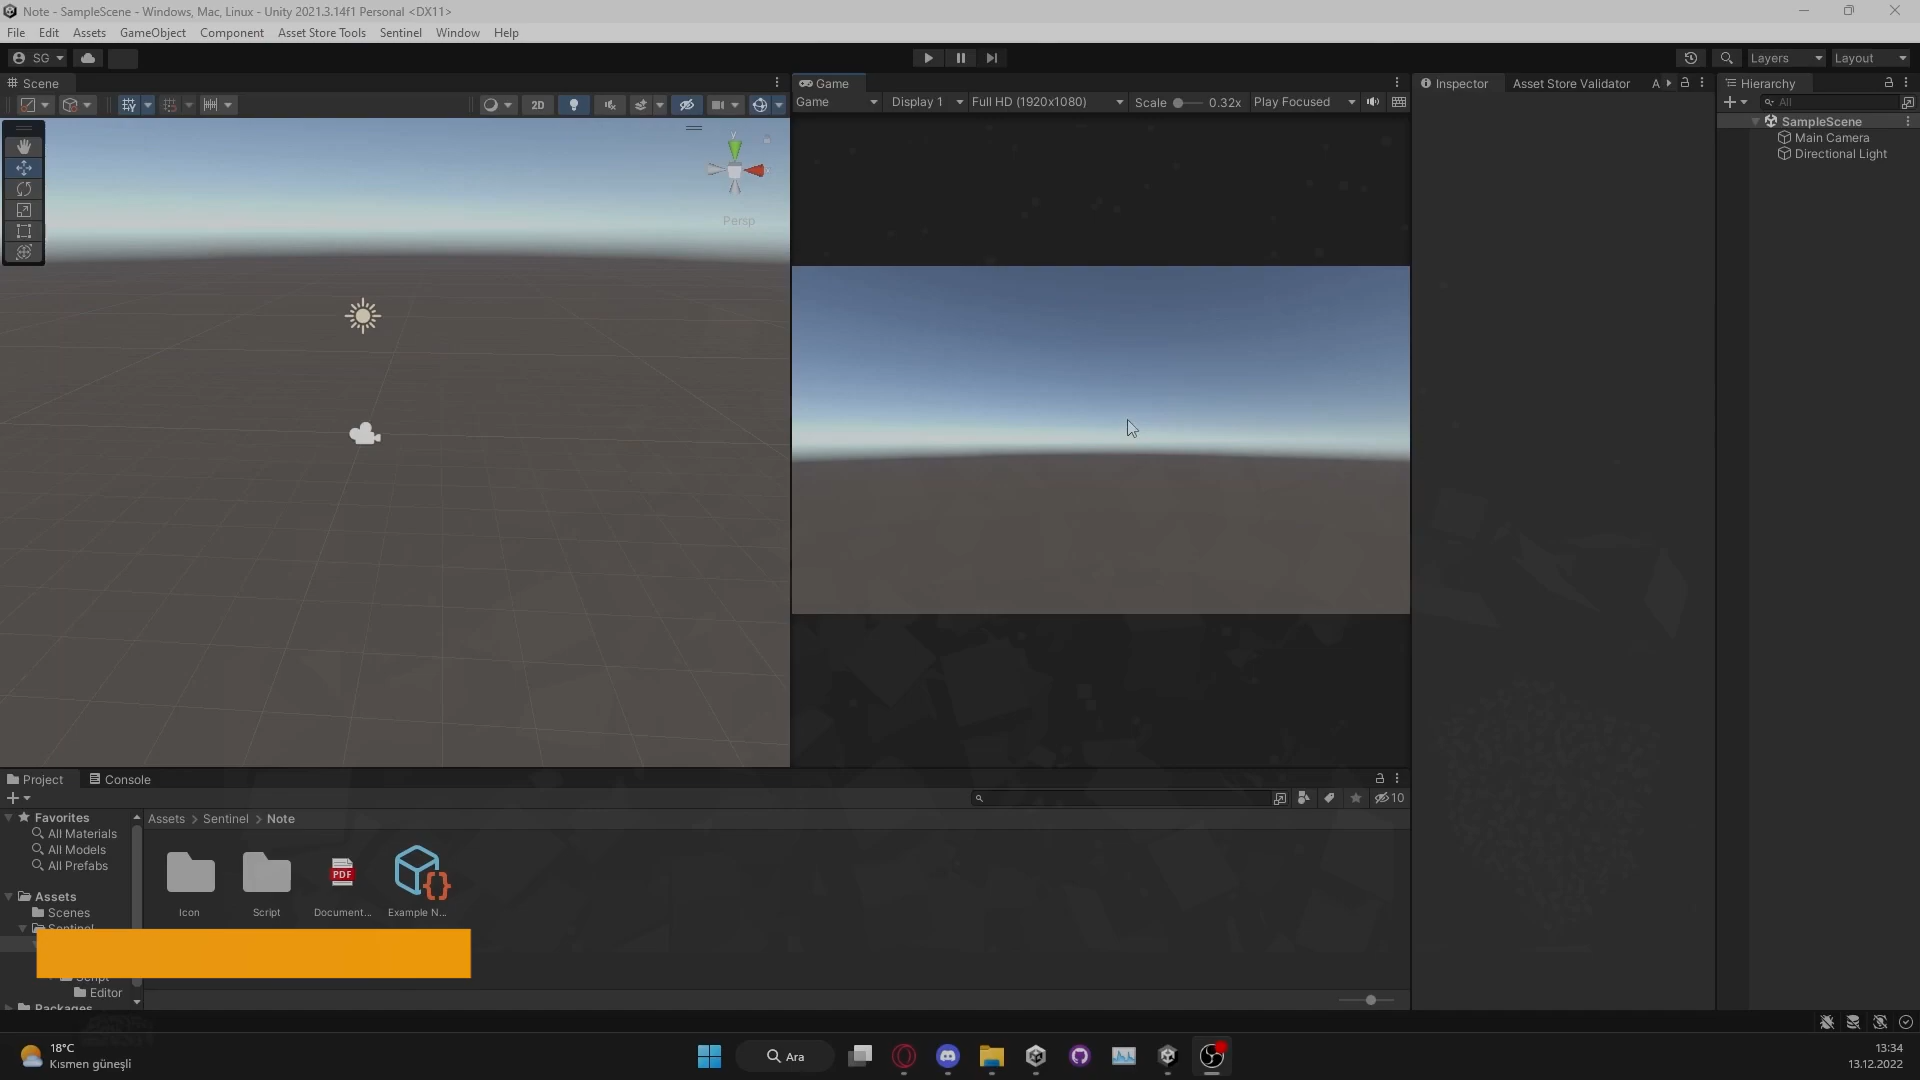 Note - SampleScene - Windows, Mac, Linux - Unity 2021.3.14f1 Personal <DX11>
File Edit Assets GameObject Component Asset Store Tools Sentinel Window Help
SG
Layers
Layout
Scene
Game
Inspector
Asset Store Validator
A
Hierarchy
2D
Game
Display 1
Full HD (1920x1080)
Scale
0.32x
Play Focused
All
SampleScene
Main Camera
Directional Light
y
Persp
Project
Console
10
Favorites
All Materials
All Models
All Prefabs
Assets
Scenes
Sentinel
Script
Editor
Packages
Assets > Sentinel > Note
Icon
Script
PDF
Document...
Example N...
18°C
Kısmen güneşli
Ara
13:34
13.12.2022